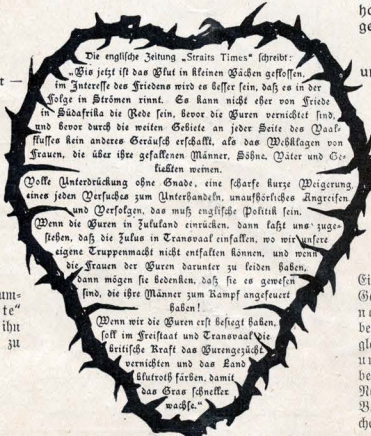 Die englische Zeitung „Straits Times“ schreibt:
„Bis jetzt ist das Blut in kleinen Bächen geflossen,
im Interesse des Friedens wird es besser sein, daß es in der
Folge in Strömen rinnt. Es kann nicht eher von Friede
in Südafrika die Rede sein, bevor die Buren vernichtet sind,
und bevor durch die weiten Gebiete an jeder Seite des Vaal-
flusses kein anderes Geräusch erschallt, als das Wehklagen von
Frauen, die über ihre gefallenen Männer, Söhne, Väter und Ge-
liebten weinen.
Volle Unterdrückung ohne Gnade, eine scharfe kurze Weigerung
eines jeden Versuches zum Unterhandeln, unaufhörliches Angreifen
und Verfolgen, das muß englische Politik sein.
Wenn die Buren in Zululand einrücken, dann laßt uns zuge-
stehen, daß die Zulus in Transvaal einfallen, wo wir unsere
eigene Truppenmacht nicht entfalten können, und wenn
die Frauen der Buren darunter zu leiden haben,
dann mögen sie bedenken, daß sie es gewesen
sind, die ihre Männer zum Kampf angefeuert
haben!
Wenn wir die Buren erst besiegt haben,
soll im Freistaat und Transvaal die
britische Kraft das Burengezücht
vernichten und das Land
blutroth färben, damit
das Gras schneller
wachse.“
um-
te“
ihn
zu